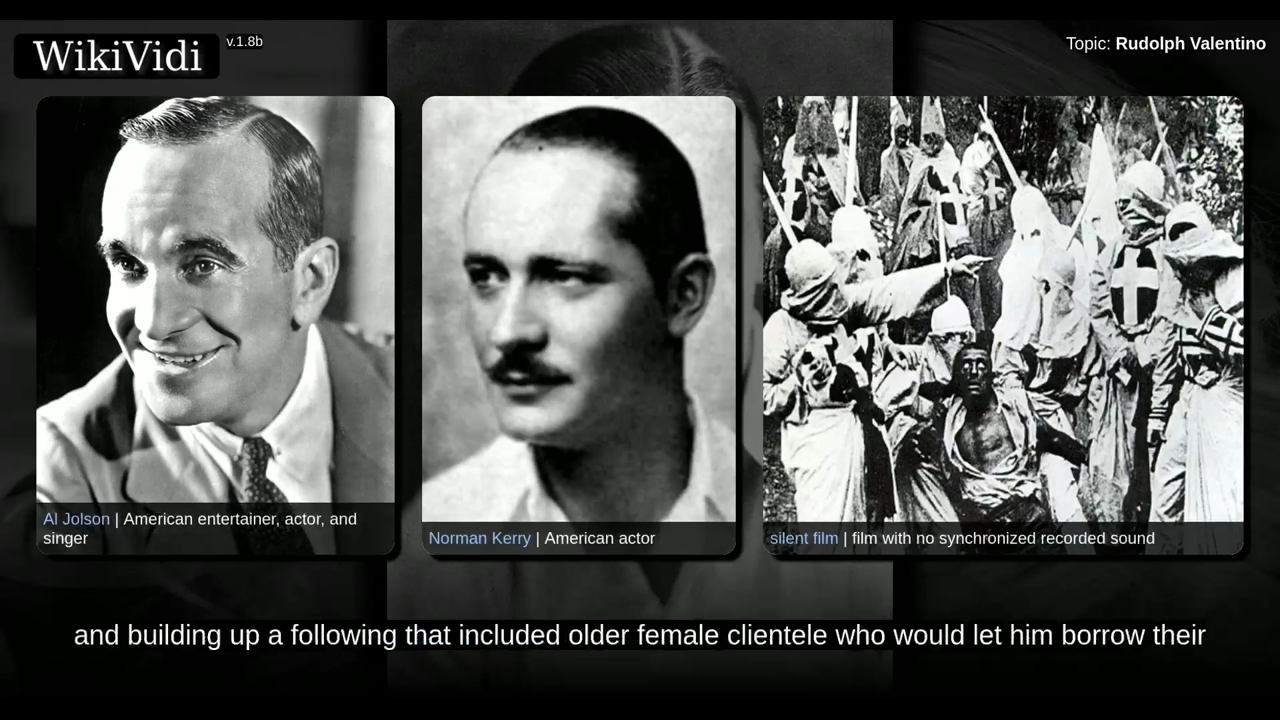 WikiVidi v.1.8b
Topic: Rudolph Valentino
Al Jolson | American entertainer, actor, and
singer
Norman Kerry | American actor
silent film | film with no synchronized recorded sound
and building up a following that included older female clientele who would let him borrow their